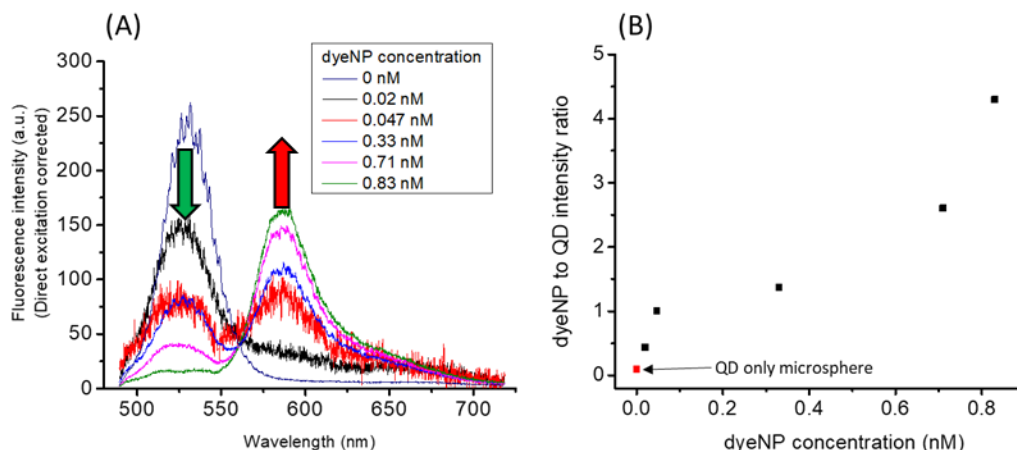 (A)
300
250
200
150
100
50
0
500
550
600
650
700
Fluorescence intensity (a.u.)
(Direct excitation corrected)
Wavelength (nm)
dyeNP concentration
0 nM
0.02 nM
0.047 nM
0.33 nM
0.71 nM
0.83 nM
(B)
5
4
3
2
1
0
0.0
0.2
0.4
0.6
0.8
dyeNP to QD intensity ratio
QD only microsphere
dyeNP concentration (nM)